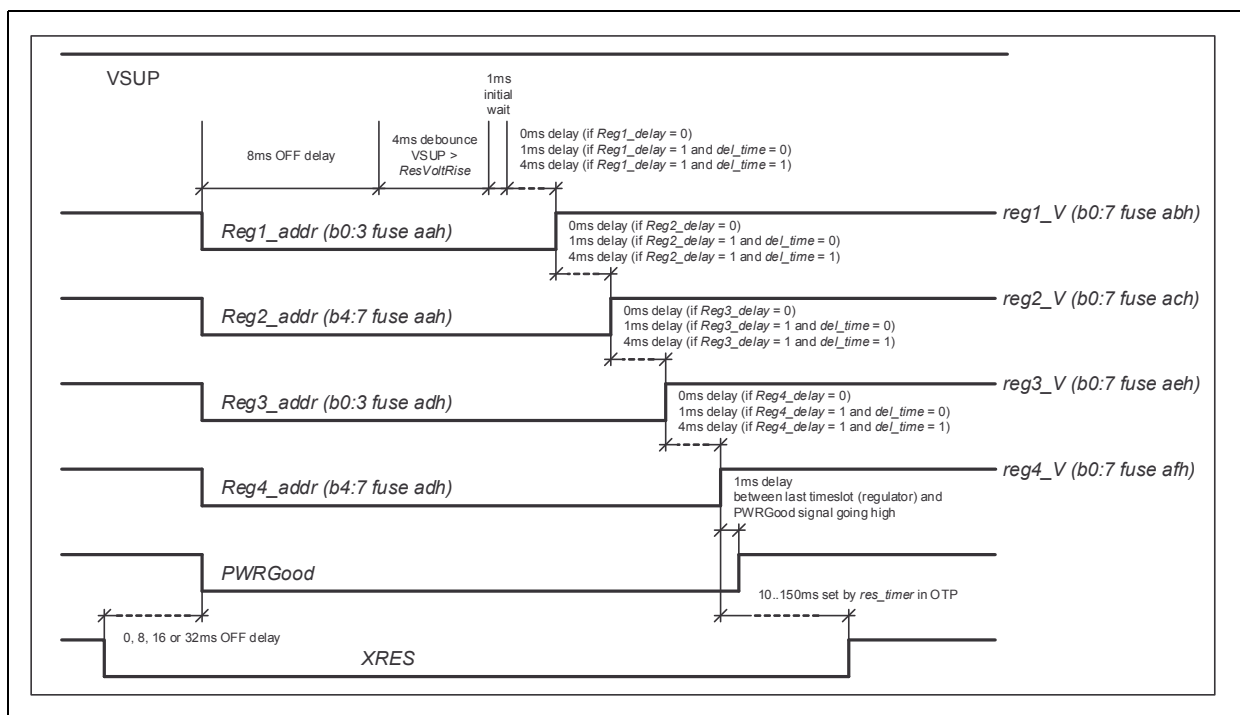 VSUP
1ms
initial
wait
8ms OFF delay
4ms debounce
VSUP >
ResVoltRise
0ms delay (if Reg1_delay = 0)
1ms delay (if Reg1_delay = 1 and del_time = 0)
4ms delay (if Reg1_delay = 1 and del_time = 1)
Reg1_addr (b0:3 fuse aah)
reg1_V (b0:7 fuse abh)
0ms delay (if Reg2_delay = 0)
1ms delay (if Reg2_delay = 1 and del_time = 0)
4ms delay (if Reg2_delay = 1 and del_time = 1)
Reg2_addr (b4:7 fuse aah)
reg2_V (b0:7 fuse ach)
0ms delay (if Reg3_delay = 0)
1ms delay (if Reg3_delay = 1 and del_time = 0)
4ms delay (if Reg3_delay = 1 and del_time = 1)
Reg3_addr (b0:3 fuse adh)
reg3_V (b0:7 fuse aeh)
0ms delay (if Reg4_delay = 0)
1ms delay (if Reg4_delay = 1 and del_time = 0)
4ms delay (if Reg4_delay = 1 and del_time = 1)
Reg4_addr (b4:7 fuse adh)
reg4_V (b0:7 fuse afh)
1ms delay
between last timeslot (regulator) and
PWRGood signal going high
PWRGood
10..150ms set by res_timer in OTP
0, 8, 16 or 32ms OFF delay
XRES